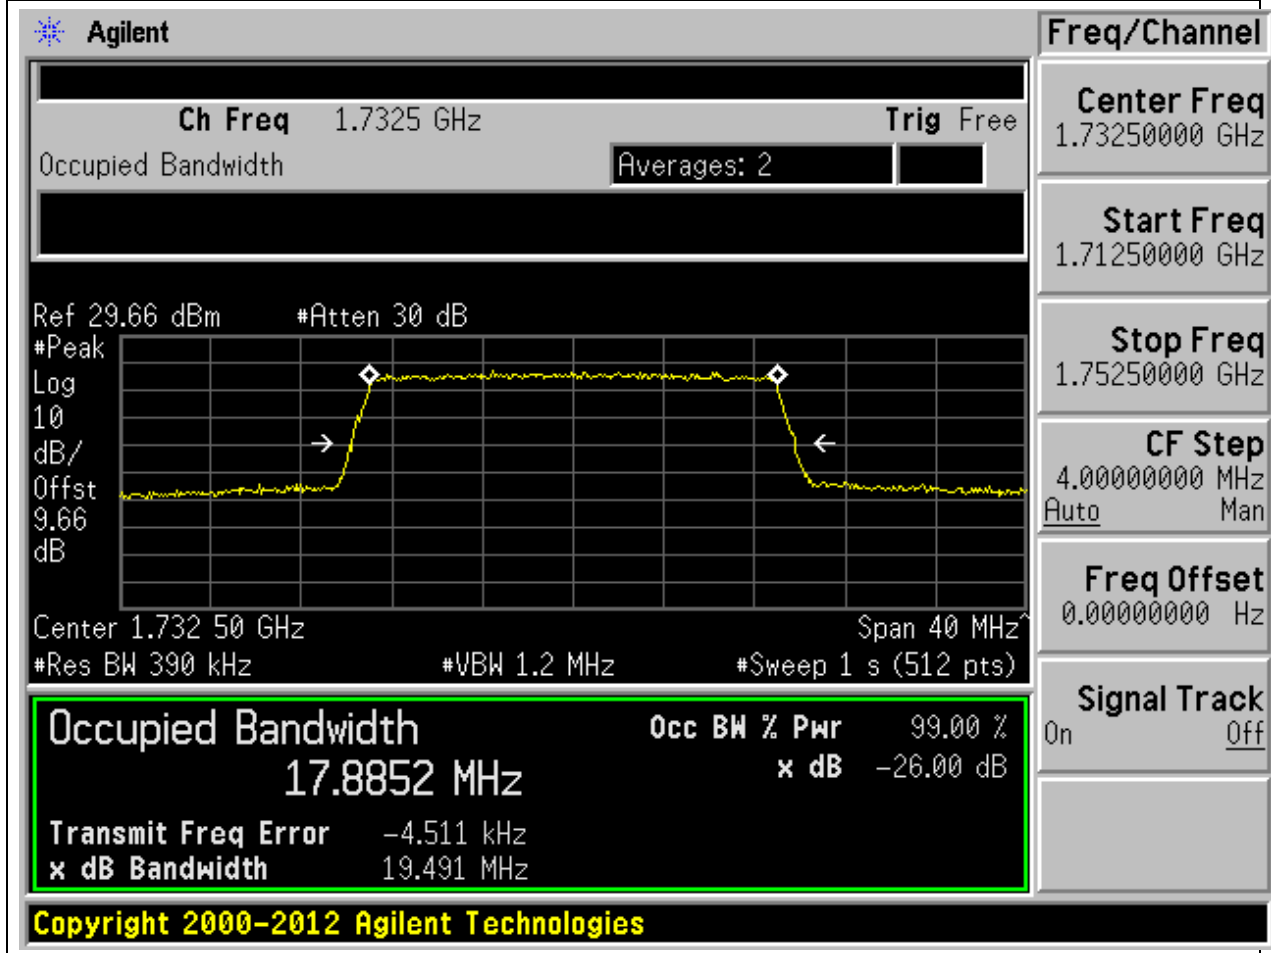 Agilent
Freq/Channel
Ch Freq 1.7325 GHz Trig Free
Occupied Bandwidth Averages: 2
Center Freq
1.73250000 GHz
Start Freq
1.71250000 GHz
Stop Freq
1.75250000 GHz
CF Step
4.00000000 MHz
Auto Man
Freq Offset
0.00000000 Hz
Signal Track
On Off
Ref 29.66 dBm #Atten 30 dB
#Peak
Log
10
dB/
Offst
9.66
dB
Center 1.732 50 GHz Span 40 MHz^
#Res BW 390 kHz #VBW 1.2 MHz #Sweep 1 s (512 pts)
Occupied Bandwidth Occ BW % Pwr 99.00 %
17.8852 MHz x dB -26.00 dB
Transmit Freq Error -4.511 kHz
x dB Bandwidth 19.491 MHz
Copyright 2000-2012 Agilent Technologies